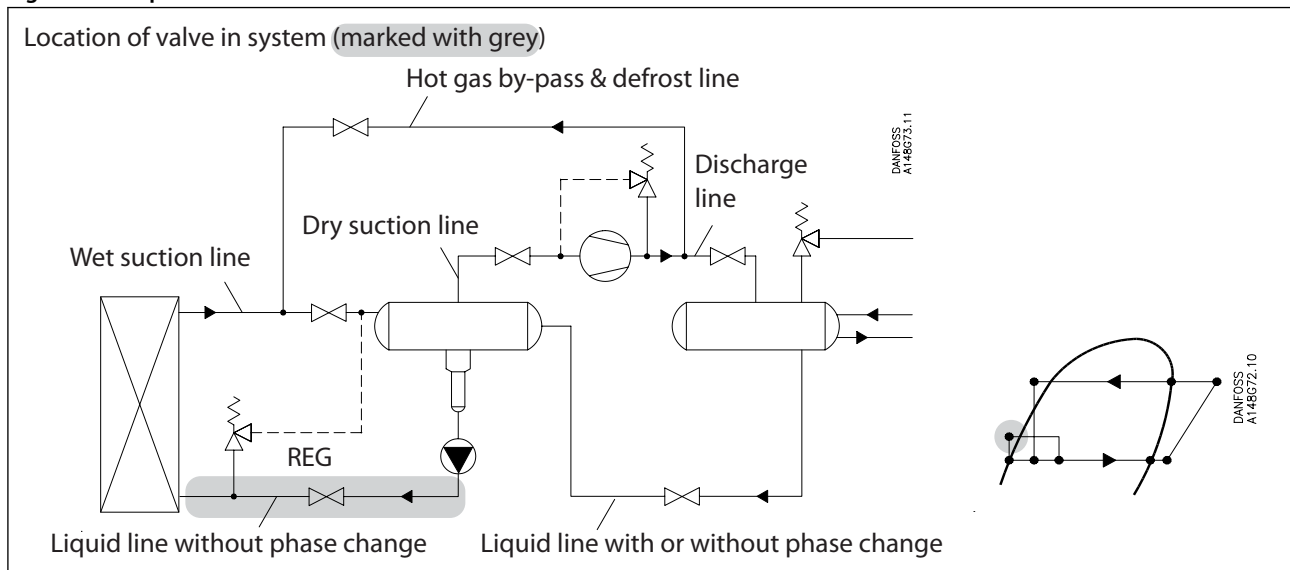 Location of valve in system (marked with grey)
Hot gas by-pass & defrost line
DANFOSS
A148G73.11
Discharge
line
Dry suction line
Wet suction line
REG
Liquid line without phase change
Liquid line with or without phase change
DANFOSS
A148G72.10